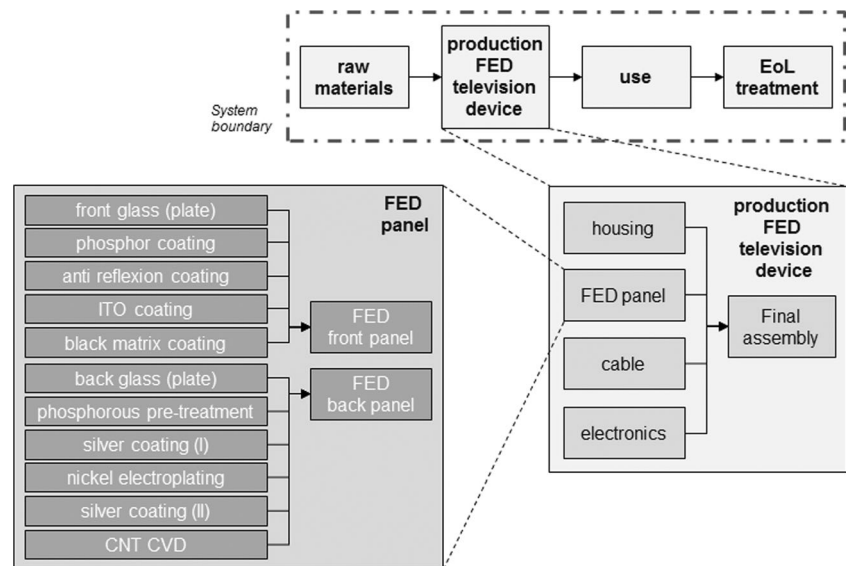 raw
materials
production
FED
television
device
use
EoL
treatment
System
boundary
FED
panel
front glass (plate)
phosphor coating
anti reflexion coating
ITO coating
black matrix coating
FED
front panel
back glass (plate)
phosphorous pre-treatment
silver coating (I)
nickel electroplating
silver coating (II)
CNT CVD
FED
back panel
production
FED
television
device
housing
FED panel
cable
electronics
Final
assembly